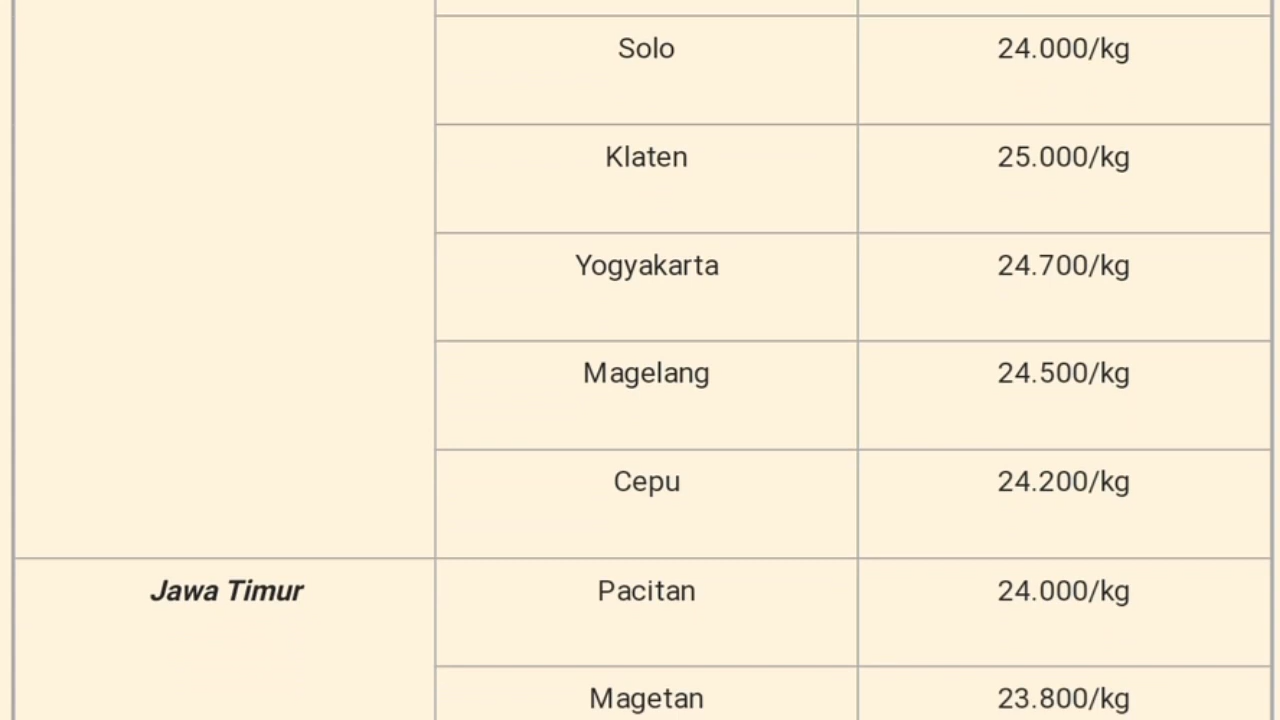 Solo 24.000/kg
Klaten 25.000/kg
Yogyakarta 24.700/kg
Magelang 24.500/kg
Cepu 24.200/kg
Jawa Timur Pacitan 24.000/kg
Magetan 23.800/kg